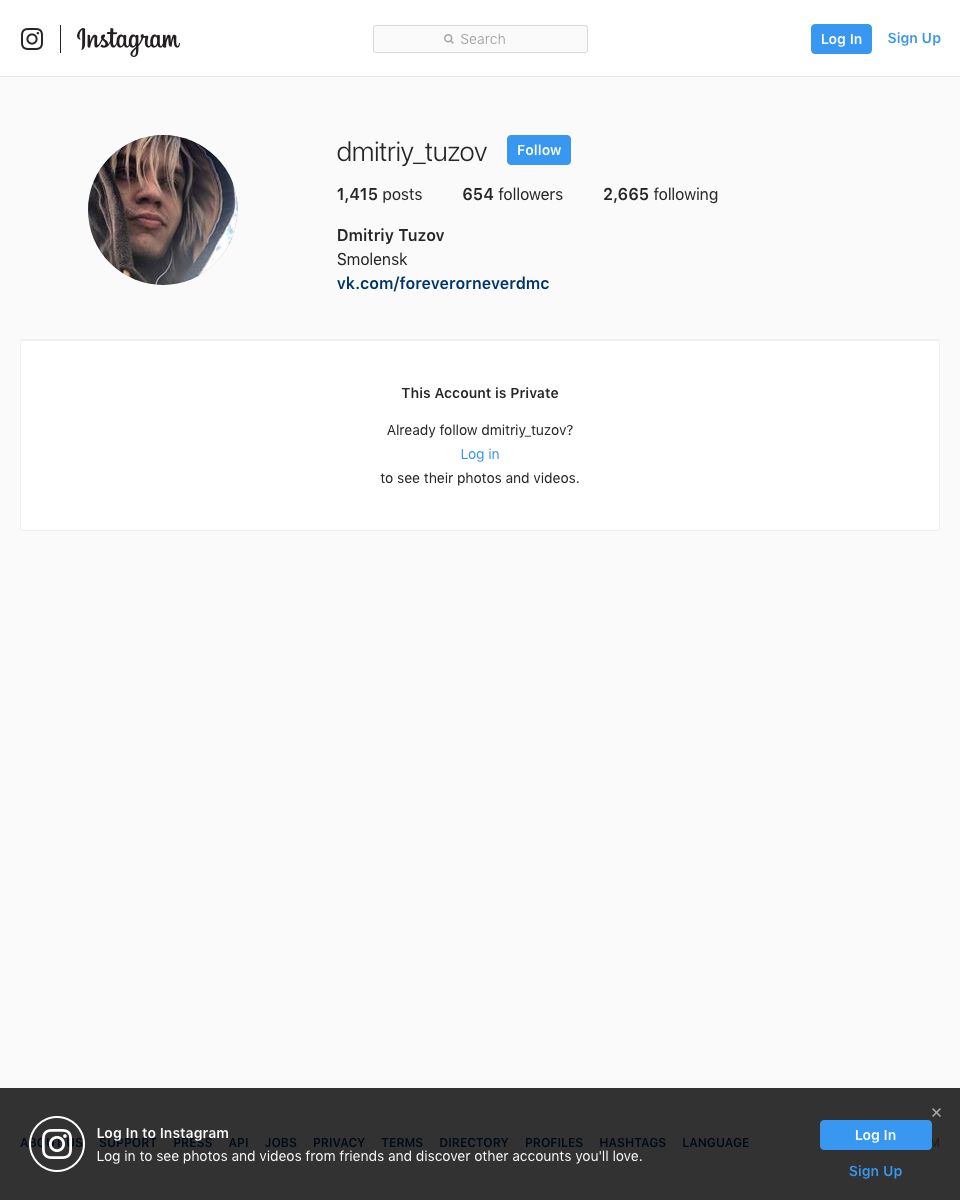 Instagram
Search
Log In
Sign Up
dmitriy_tuzov
Follow
1,415 posts 654 followers 2,665 following
Dmitriy Tuzov
Smolensk
vk.com/foreverorneverdmc
This Account is Private
Already follow dmitriy_tuzov?
Log in
to see their photos and videos.
SUPPORT PRESS API JOBS PRIVACY TERMS DIRECTORY PROFILES HASHTAGS LANGUAGE
Log In to Instagram
Log in to see photos and videos from friends and discover other accounts you'll love.
Log In
Sign Up